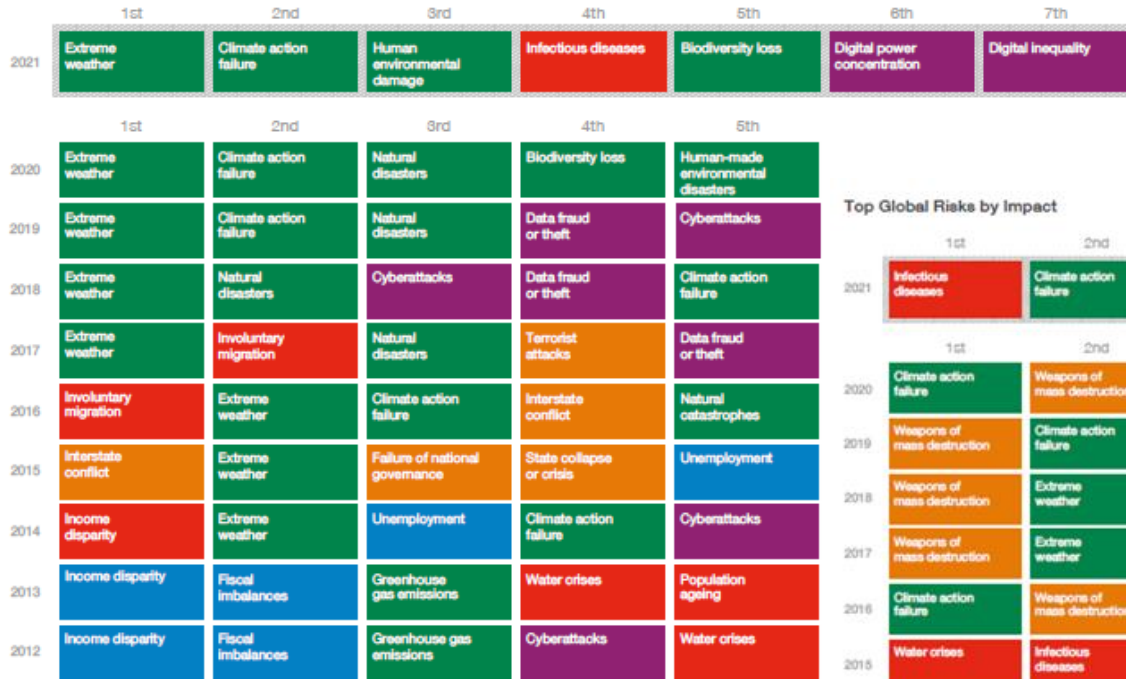 1st 2nd 3rd 4th 5th 6th 7th
2021
Extreme
weather
Climate action
failure
Human
environmental
damage
Infectious diseases
Biodiversity loss
Digital power
concentration
Digital inequality
1st 2nd 3rd 4th 5th
2020
Extreme
weather
Climate action
failure
Natural
disasters
Biodiversity loss
Human-made
environmental
disasters
2019
Extreme
weather
Climate action
failure
Natural
disasters
Data fraud
or theft
Cyberattacks
2018
Extreme
weather
Natural
disasters
Cyberattacks
Data fraud
or theft
Climate action
failure
2017
Extreme
weather
Involuntary
migration
Natural
disasters
Terrorist
attacks
Data fraud
or theft
2016
Involuntary
migration
Extreme
weather
Climate action
failure
Interstate
conflict
Natural
catastrophes
2015
Interstate
conflict
Extreme
weather
Failure of national
governance
State collapse
or crisis
Unemployment
2014
Income
disparity
Extreme
weather
Unemployment
Climate action
failure
Cyberattacks
2013
Income disparity
Fiscal
imbalances
Greenhouse
gas emissions
Water crises
Population
ageing
2012
Income disparity
Fiscal
imbalances
Greenhouse gas
emissions
Cyberattacks
Water crises
Top Global Risks by Impact
1st 2nd
2021
Infectious
diseases
Climate action
failure
1st 2nd
2020
Climate action
failure
Weapons of
mass destruction
2019
Weapons of
mass destruction
Climate action
failure
2018
Weapons of
mass destruction
Extreme
weather
2017
Weapons of
mass destruction
Extreme
weather
2016
Climate action
failure
Weapons of
mass destruction
2015
Water crises
Infectious
diseases